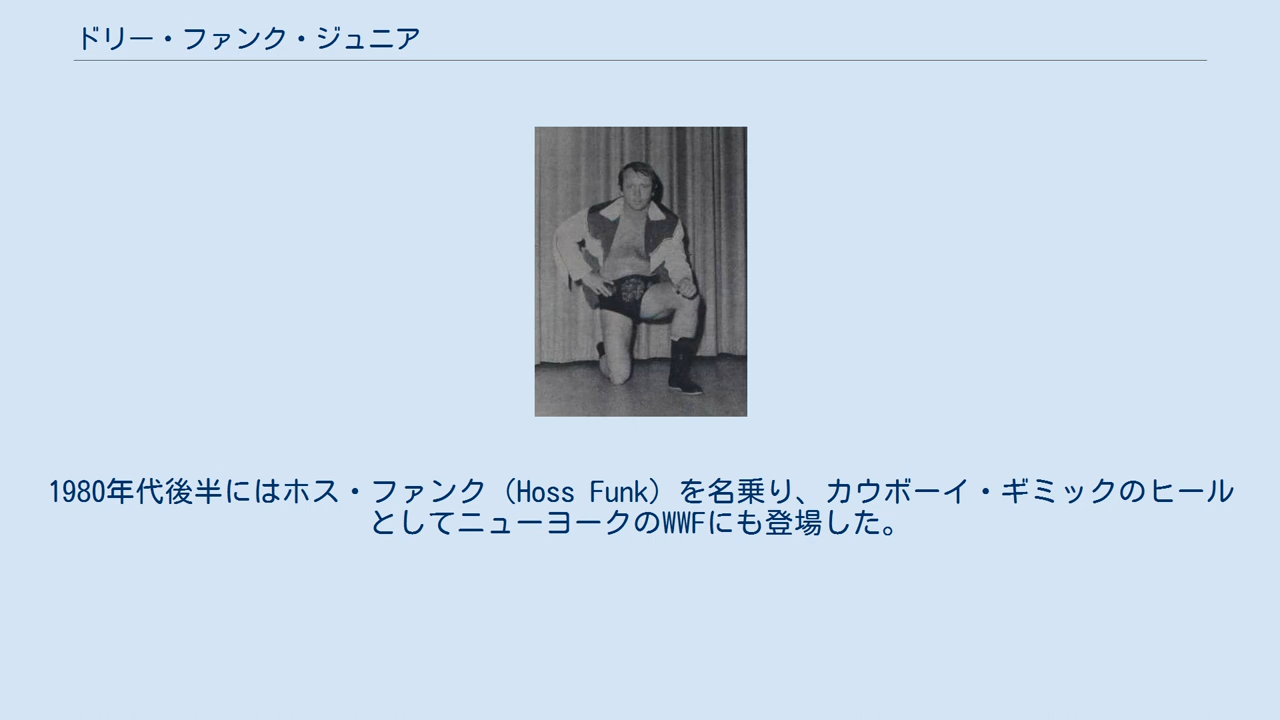 ドリー・ファンク・ジュニア
1980年代後半にはホス・ファンク（Hoss Funk）を名乗り、カウボーイ・ギミックのヒール
としてニューヨークのWWFにも登場した。